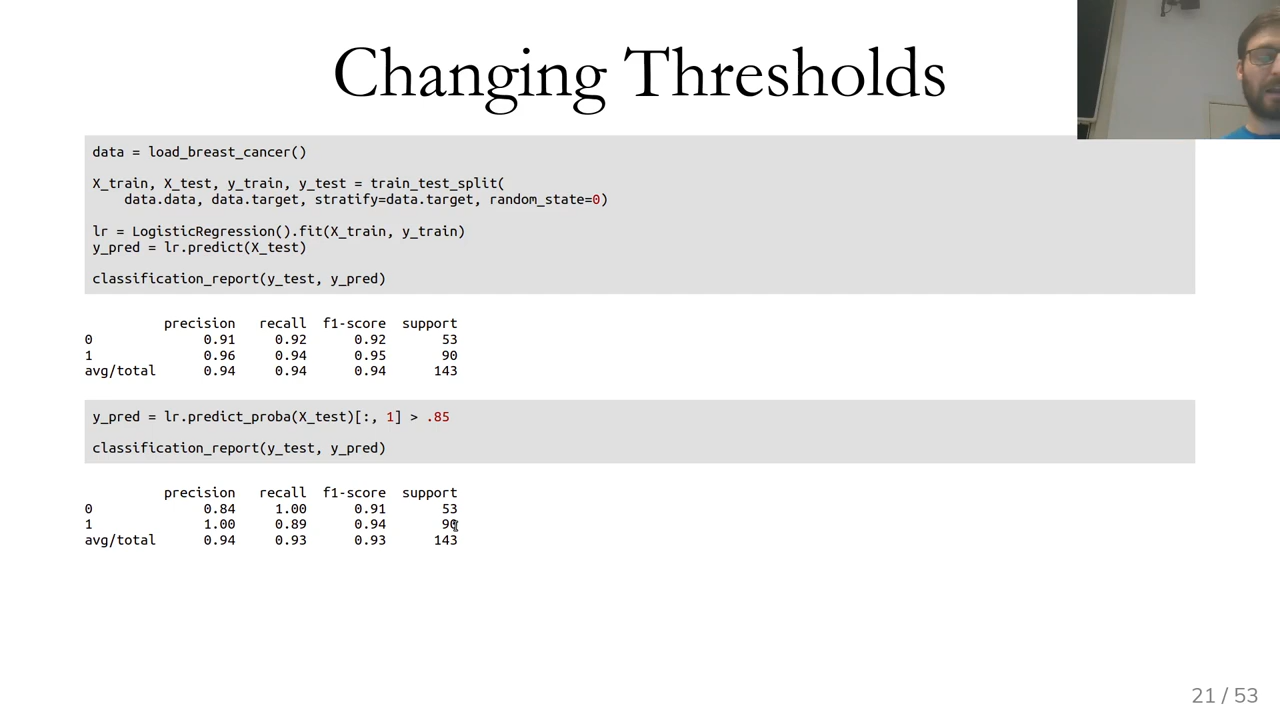 Changing Thresholds
data = load_breast_cancer()
X_train, X_test, y_train, y_test = train_test_split(
data.data, data.target, stratify=data.target, random_state=0)
lr = LogisticRegression().fit(X_train, y_train)
y_pred = lr.predict(X_test)
classification_report(y_test, y_pred)
precision recall f1-score support
0 0.91 0.92 0.92 53
1 0.96 0.94 0.95 90
avg/total 0.94 0.94 0.94 143
y_pred = lr.predict_proba(X_test)[:, 1] > .85
classification_report(y_test, y_pred)
precision recall f1-score support
0 0.84 1.00 0.91 53
1 1.00 0.89 0.94 90
avg/total 0.94 0.93 0.93 143
21 / 53